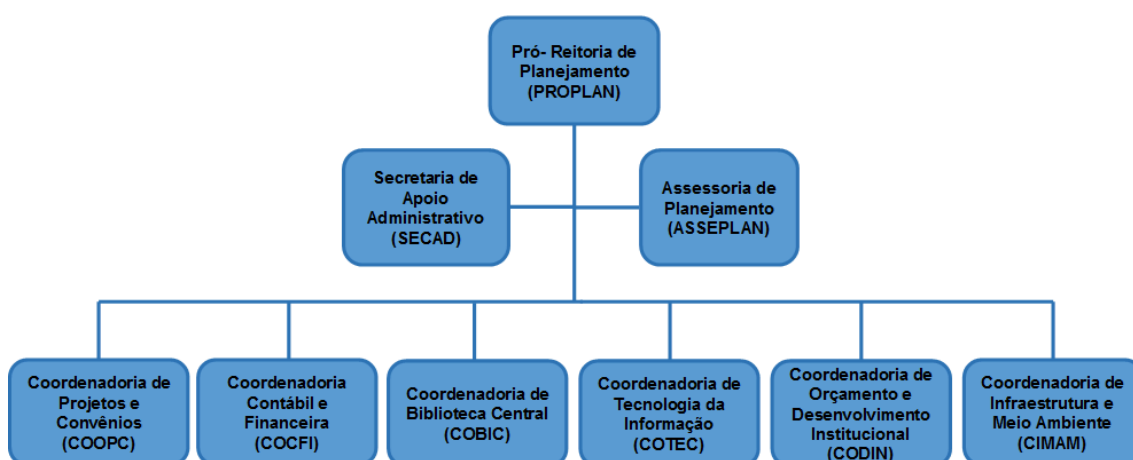 Pró- Reitoria de
Planejamento
(PROPLAN)
Secretaria de
Apoio
Administrativo
(SECAD)
Assessoria de
Planejamento
(ASSEPLAN)
Coordenadoria de
Projetos e
Convênios
(COOPC)
Coordenadoria
Contábil e
Financeira
(COCFI)
Coordenadoria de
Biblioteca Central
(COBIC)
Coordenadoria de
Tecnologia da
Informação
(COTEC)
Coordenadoria de
Orçamento e
Desenvolvimento
Institucional
(CODIN)
Coordenadoria de
Infraestrutura e
Meio Ambiente
(CIMAM)